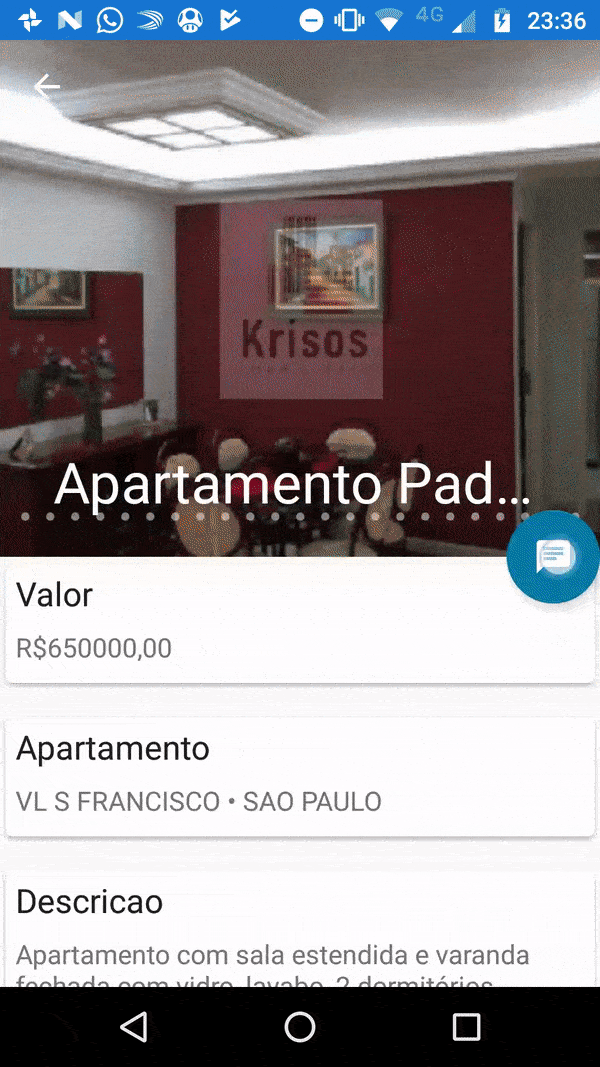 4G 23:36
Krisos
Apartamento Pad...
Valor
R$650000,00
Apartamento
VL S FRANCISCO • SAO PAULO
Descricao
Apartamento com sala estendida e varanda
fechada com vidro, lavabo, 2 dormitórios